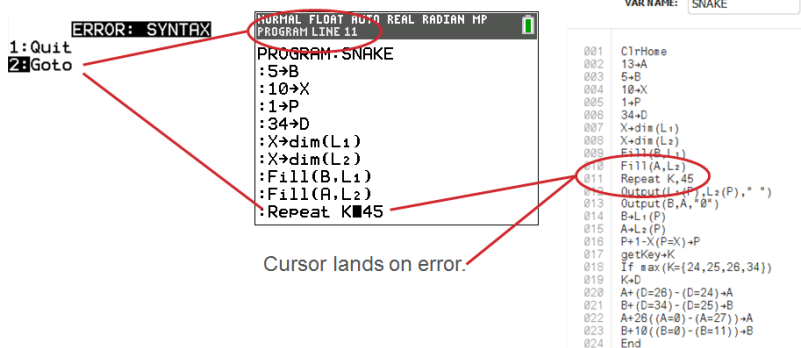 ERROR: SYNTAX
1:Quit
2:Goto
NORMAL FLOAT AUTO REAL RADIAN MP
PROGRAM LINE 11
PROGRAM:SNAKE
:5→B
:10→X
:1→P
:34→D
:X→dim(L₁)
:X→dim(L₂)
:Fill(B,L₁)
:Fill(A,L₂)
:Repeat K 45
Cursor lands on error.
VAR NAME: SNAKE
001 ClrHome
002 13→A
003 5→B
004 10→X
005 1→P
006 34→D
007 X→dim(L₁)
008 X→dim(L₂)
009 Fill(B,L₁)
010 Fill(A,L₂)
011 Repeat K,45
012 Output(L₁(P),L₂(P)," ")
013 Output(B,A,"0")
014 B→L₁(P)
015 A→L₂(P)
016 P+1-X(P=X)→P
017 getKey→K
018 If max(K={24,25,26,34})
019 K→D
020 A+(D=26)-(D=24)→A
021 B+(D=34)-(D=25)→B
022 A+26((A=0)-(A=27))→A
023 B+10((B=0)-(B=11))→B
024 End